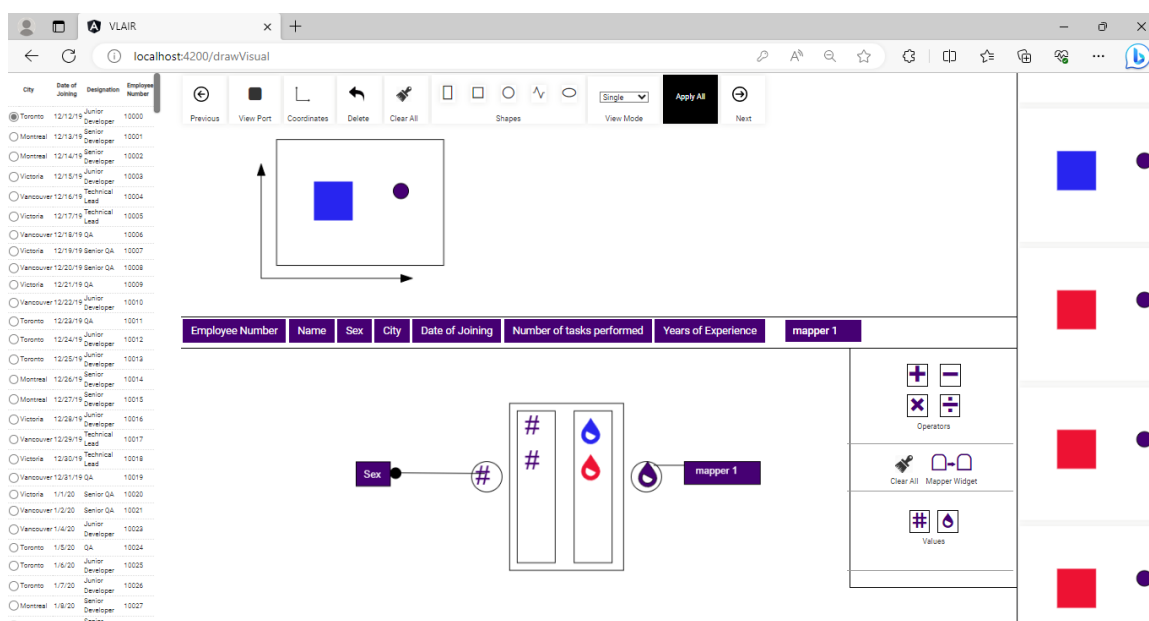 VLAIR
localhost:4200/drawVisual
City Date of Joining Designation Employee Number
Toronto 12/12/19 Junior Developer 10000
Montreal 12/13/19 Senior Developer 10001
Montreal 12/14/19 Senior Developer 10002
Victoria 12/15/19 Junior Developer 10003
Vancouver 12/16/19 Technical Lead 10004
Victoria 12/17/19 Technical Lead 10005
Vancouver 12/18/19 QA 10006
Victoria 12/19/19 Senior QA 10007
Vancouver 12/20/19 Senior QA 10008
Victoria 12/21/19 QA 10009
Vancouver 12/22/19 Junior Developer 10010
Toronto 12/23/19 QA 10011
Toronto 12/24/19 Junior Developer 10012
Toronto 12/25/19 Junior Developer 10013
Montreal 12/26/19 Senior Developer 10014
Montreal 12/27/19 Senior Developer 10015
Victoria 12/28/19 Junior Developer 10016
Vancouver 12/29/19 Technical Lead 10017
Victoria 12/30/19 Technical Lead 10018
Vancouver 12/31/19 QA 10019
Victoria 1/1/20 Senior QA 10020
Vancouver 1/2/20 Senior QA 10021
Vancouver 1/4/20 Junior Developer 10023
Toronto 1/5/20 QA 10024
Toronto 1/6/20 Junior Developer 10025
Toronto 1/7/20 Junior Developer 10026
Montreal 1/8/20 Senior Developer 10027
Previous
View Port
Coordinates
Delete
Clear All
Shapes
Single
View Mode
Apply All
Next
Employee Number Name Sex City Date of Joining Number of tasks performed Years of Experience mapper 1
Sex
#
#
#
mapper 1
Operators
Clear All Mapper Widget
#
Values